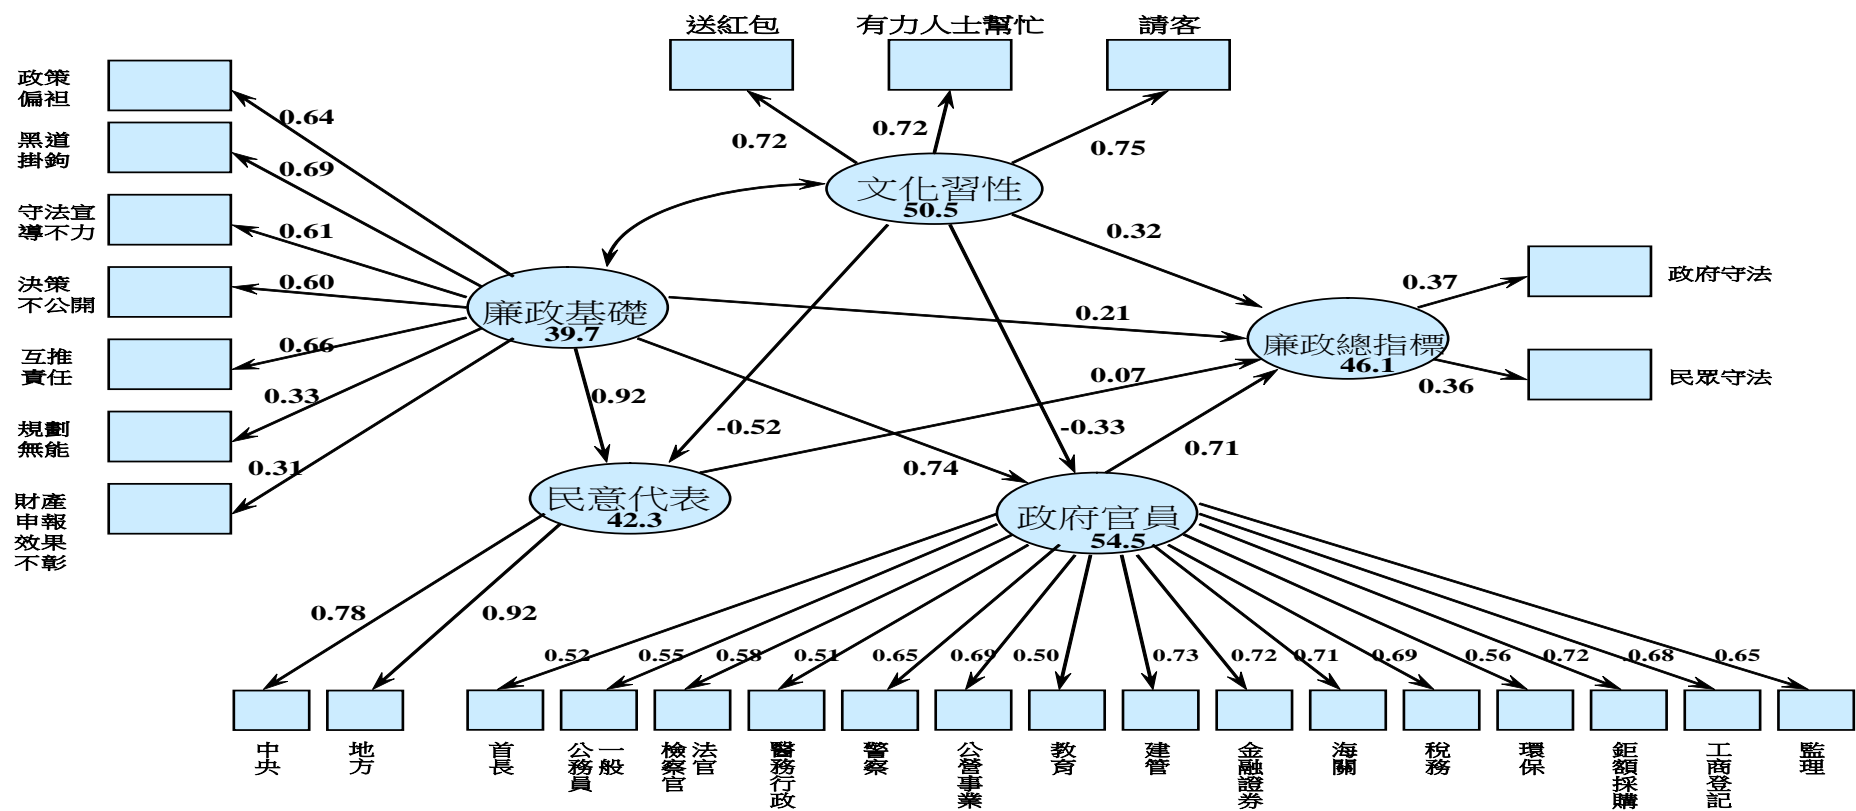 送紅包
有力人士幫忙
請客
政策
偏袒
黑道
掛鉤
守法宣
導不力
決策
不公開
互推
責任
規劃
無能
財產
申報
效果
不彰
0.64
0.69
0.61
0.60
0.66
0.33
0.31
0.72
0.72
0.75
文化習性
50.5
0.32
廉政基礎
39.7
0.21
廉政總指標
46.1
0.37
0.36
政府守法
民眾守法
0.92
-0.52
-0.33
0.07
0.74
0.71
民意代表
42.3
政府官員
54.5
0.78
0.92
0.52
0.55
0.58
0.51
0.65
0.69
0.50
0.73
0.72
0.71
0.69
0.56
0.72
.68
0.65
中央
地方
首長
一般
公務員
法官
檢察官
醫務行政
警察
公營事業
教育
建管
金融證券
海關
稅務
環保
鉅額採購
工商登記
監理